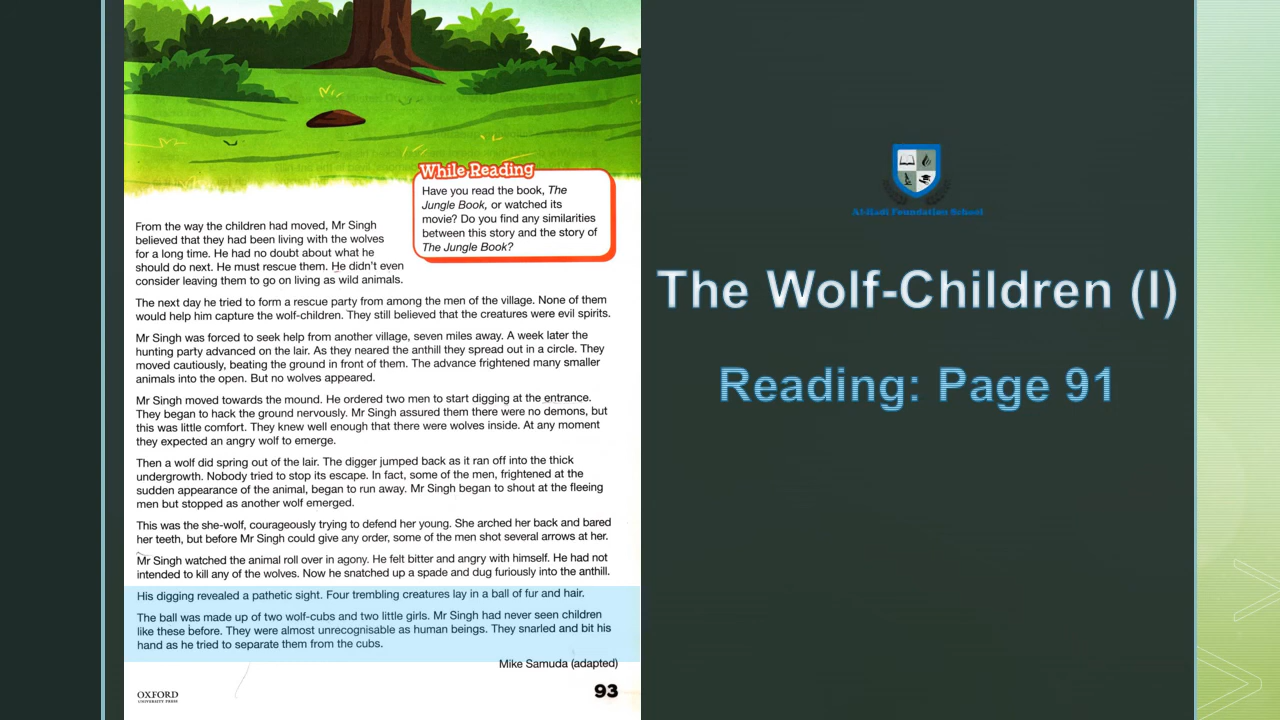 While Reading
Have you read the book, The
Jungle Book, or watched its
movie? Do you find any similarities
between this story and the story of
The Jungle Book?
From the way the children had moved, Mr Singh
believed that they had been living with the wolves
for a long time. He had no doubt about what he
should do next. He must rescue them. He didn't even
consider leaving them to go on living as wild animals.
The next day he tried to form a rescue party from among the men of the village. None of them
would help him capture the wolf-children. They still believed that the creatures were evil spirits.
Mr Singh was forced to seek help from another village, seven miles away. A week later the
hunting party advanced on the lair. As they neared the anthill they spread out in a circle. They
moved cautiously, beating the ground in front of them. The advance frightened many smaller
animals into the open. But no wolves appeared.
Mr Singh moved towards the mound. He ordered two men to start digging at the entrance.
They began to hack the ground nervously. Mr Singh assured them there were no demons, but
this was little comfort. They knew well enough that there were wolves inside. At any moment
they expected an angry wolf to emerge.
Then a wolf did spring out of the lair. The digger jumped back as it ran off into the thick
undergrowth. Nobody tried to stop its escape. In fact, some of the men, frightened at the
sudden appearance of the animal, began to run away. Mr Singh began to shout at the fleeing
men but stopped as another wolf emerged.
This was the she-wolf, courageously trying to defend her young. She arched her back and bared
her teeth, but before Mr Singh could give any order, some of the men shot several arrows at her.
Mr Singh watched the animal roll over in agony. He felt bitter and angry with himself. He had not
intended to kill any of the wolves. Now he snatched up a spade and dug furiously into the anthill.
His digging revealed a pathetic sight. Four trembling creatures lay in a ball of fur and hair.
The ball was made up of two wolf-cubs and two little girls. Mr Singh had never seen children
like these before. They were almost unrecognisable as human beings. They snarled and bit his
hand as he tried to separate them from the cubs.
Mike Samuda (adapted)
OXFORD
UNIVERSITY PRESS
93
Al-Hadi Foundation School
The Wolf-Children (I)
Reading: Page 91